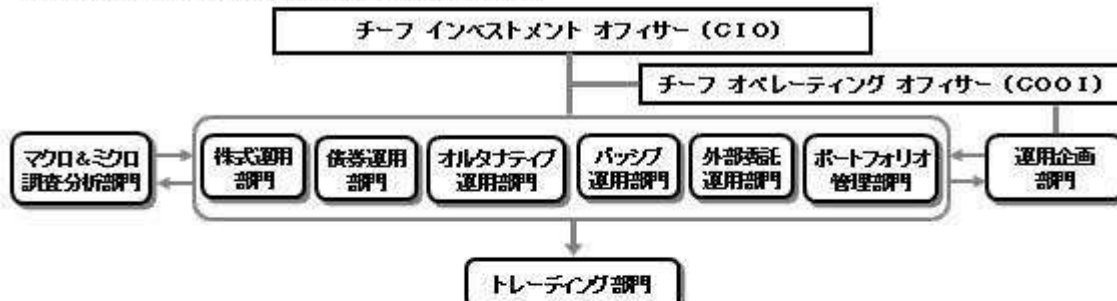 チーフ インベストメント オフィサー (CIO)
チーフ オペレーティング オフィサー (COOI)
マクロ&ミクロ
調査分析部門
株式運用
部門
債券運用
部門
オルタナティブ
運用部門
パッシブ
運用部門
外部委託
運用部門
ポートフォリオ
管理部門
運用企画
部門
トレーディング部門